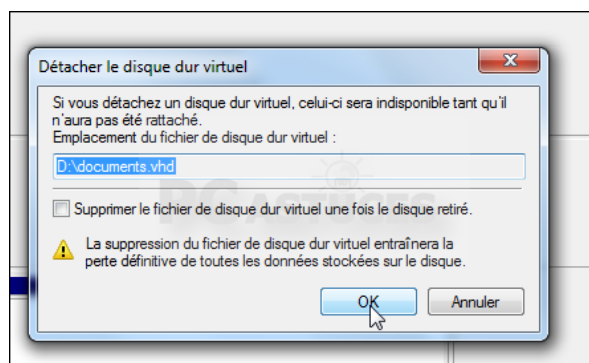 Détacher le disque dur virtuel
Si vous détachez un disque dur virtuel, celui-ci sera indisponible tant qu'il
n'aura pas été rattaché.
Emplacement du fichier de disque dur virtuel :
D:\documents.vhd
PC ASTUCES
Supprimer le fichier de disque dur virtuel une fois le disque retiré.
La suppression du fichier de disque dur virtuel entraînera la
perte définitive de toutes les données stockées sur le disque.
OK
Annuler